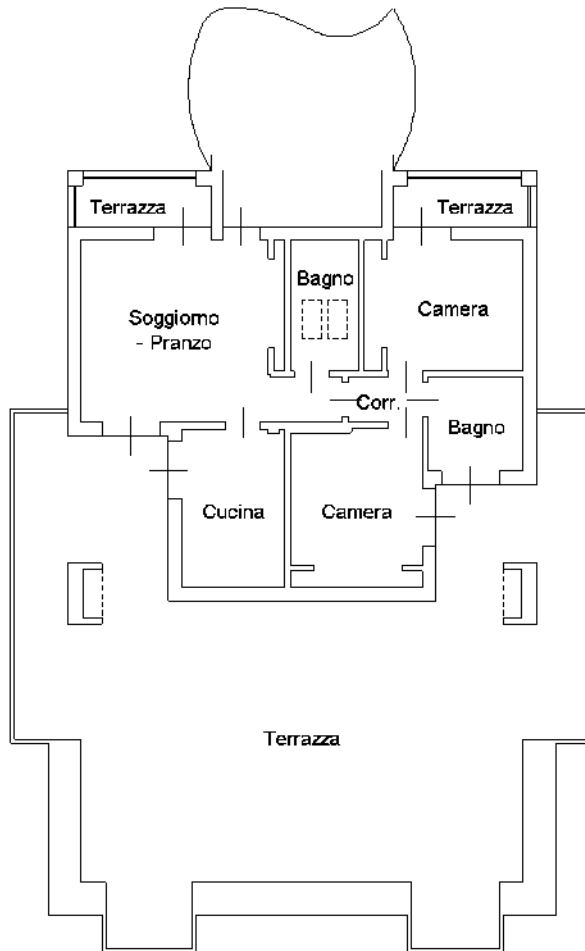 Terrazza
Terrazza
Bagno
Soggiorno
- Pranzo
Camera
Corr.
Bagno
Cucina
Camera
Terrazza